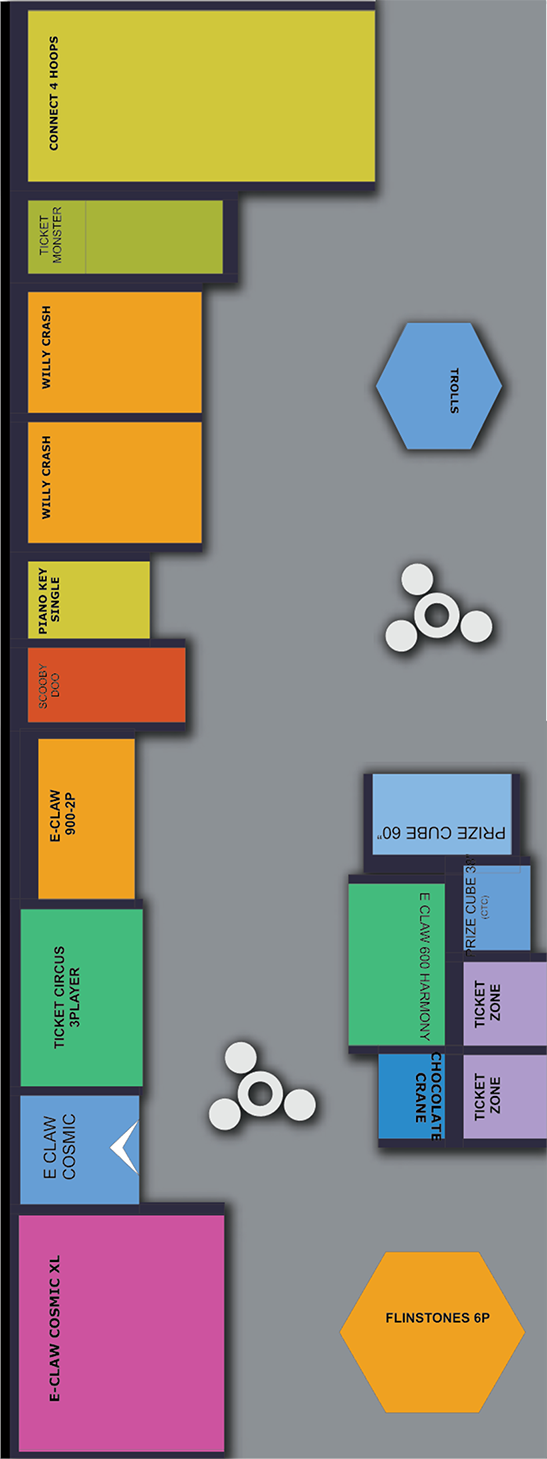 CONNECT 4 HOOPS
TICKET
MONSTER
WILLY CRASH
TROLLS
WILLY CRASH
PIANO KEY
SINGLE
SCOOBY
DOO
E-CLAW
900-2P
PRIZE CUBE 60"
PRIZE CUBE
(CTC)
E CLAW 600 HARMONY
TICKET CIRCUS
3PLAYER
TICKET
ZONE
CHOCOLATE
CRANE
TICKET
ZONE
E CLAW
COSMIC
E-CLAW COSMIC XL
FLINSTONES 6P